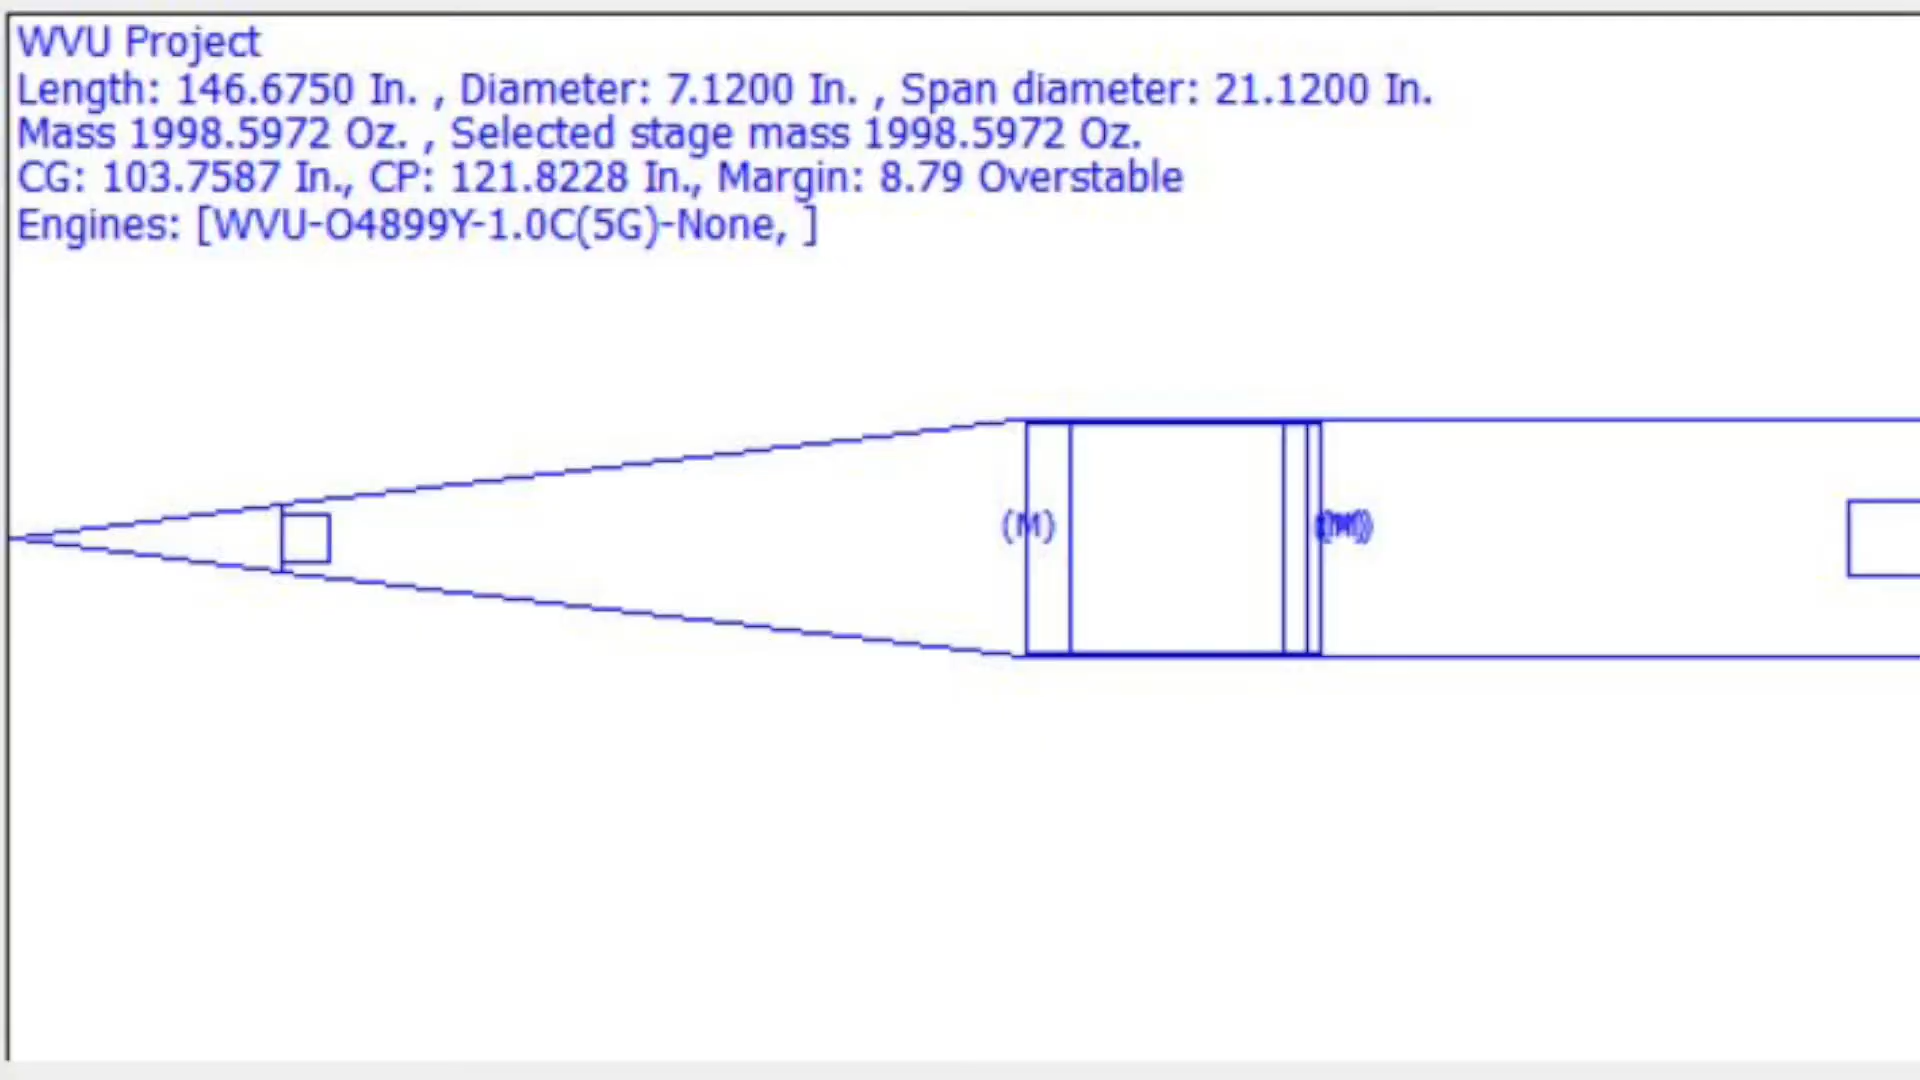 WVU Project
Length: 146.6750 In. , Diameter: 7.1200 In. , Span diameter: 21.1200 In.
Mass 1998.5972 Oz. , Selected stage mass 1998.5972 Oz.
CG: 103.7587 In., CP: 121.8228 In., Margin: 8.79 Overstable
Engines: [WVU-O4899Y-1.0C(5G)-None, ]
(M)